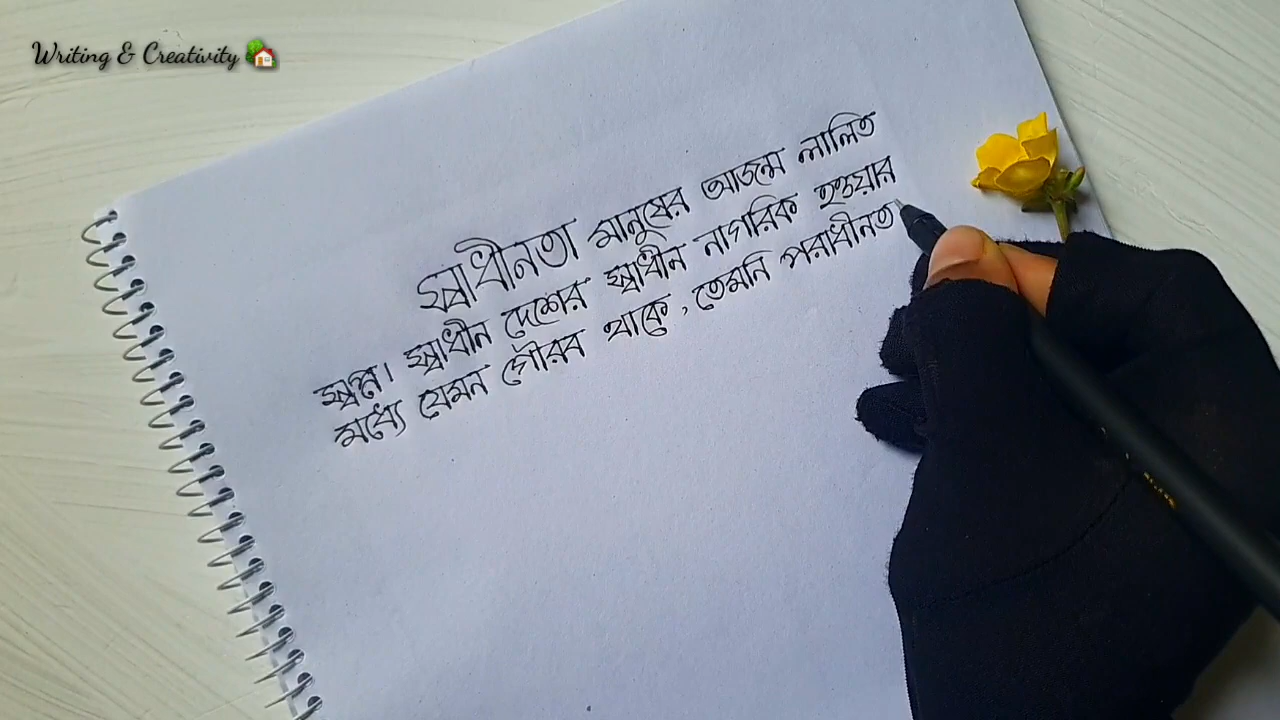 Writing & Creativity
স্বাধীনতা মানুষের আজন্ম লালিত
স্বপ্ন। স্বাধীন দেশের স্বাধীন নাগরিক হওয়ার
মধ্যে যেমন গৌরব থাকে, তেমনি পরাধীনত